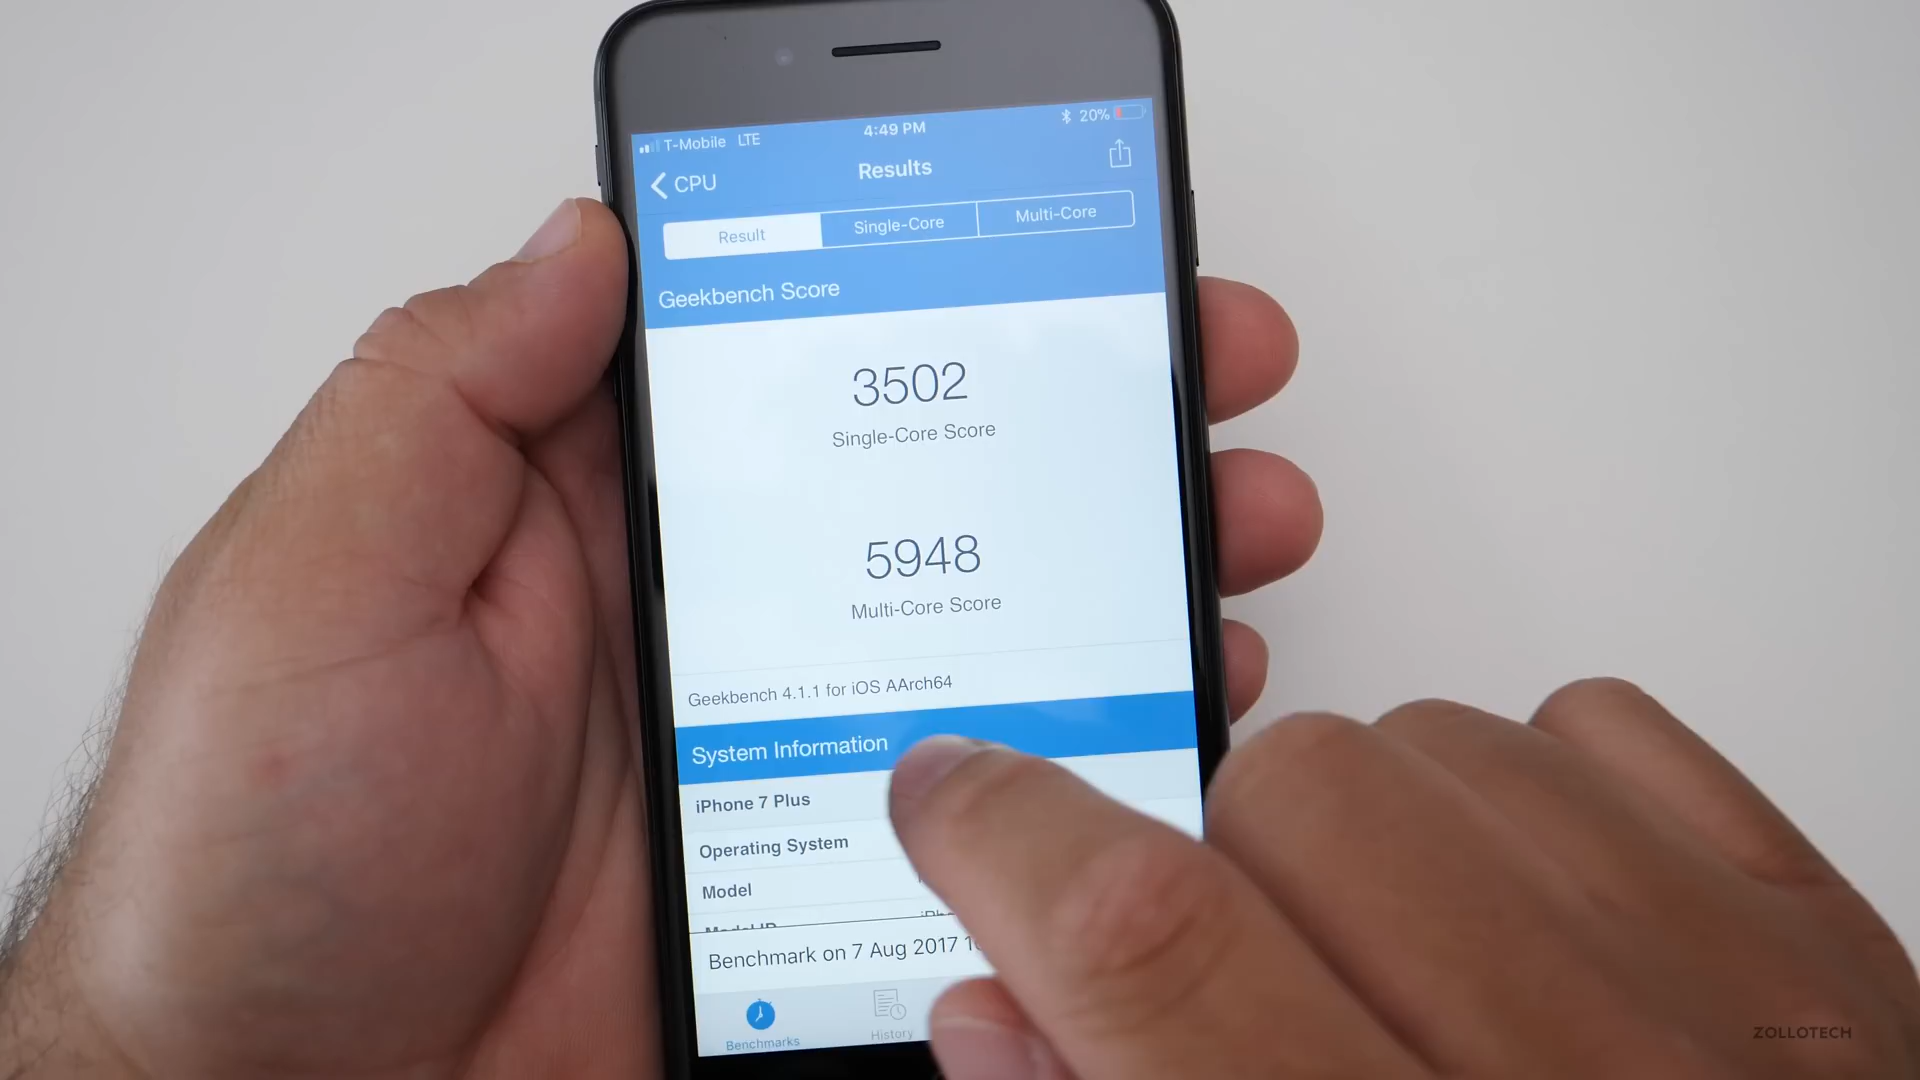 T-Mobile LTE 4:49 PM 20%
CPU Results
Result Single-Core Multi-Core
Geekbench Score
3502
Single-Core Score
5948
Multi-Core Score
Geekbench 4.1.1 for iOS AArch64
System Information
iPhone 7 Plus
Operating System
Model
Model ID
Benchmark on 7 Aug 2017
Benchmarks History
ZOLLOTECH